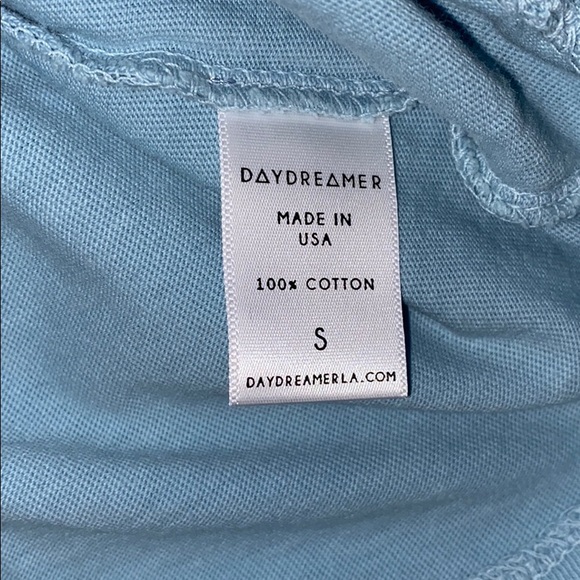 DAYDREAMER
MADE IN
USA
100% COTTON
S
DAYDREAMERLA.COM